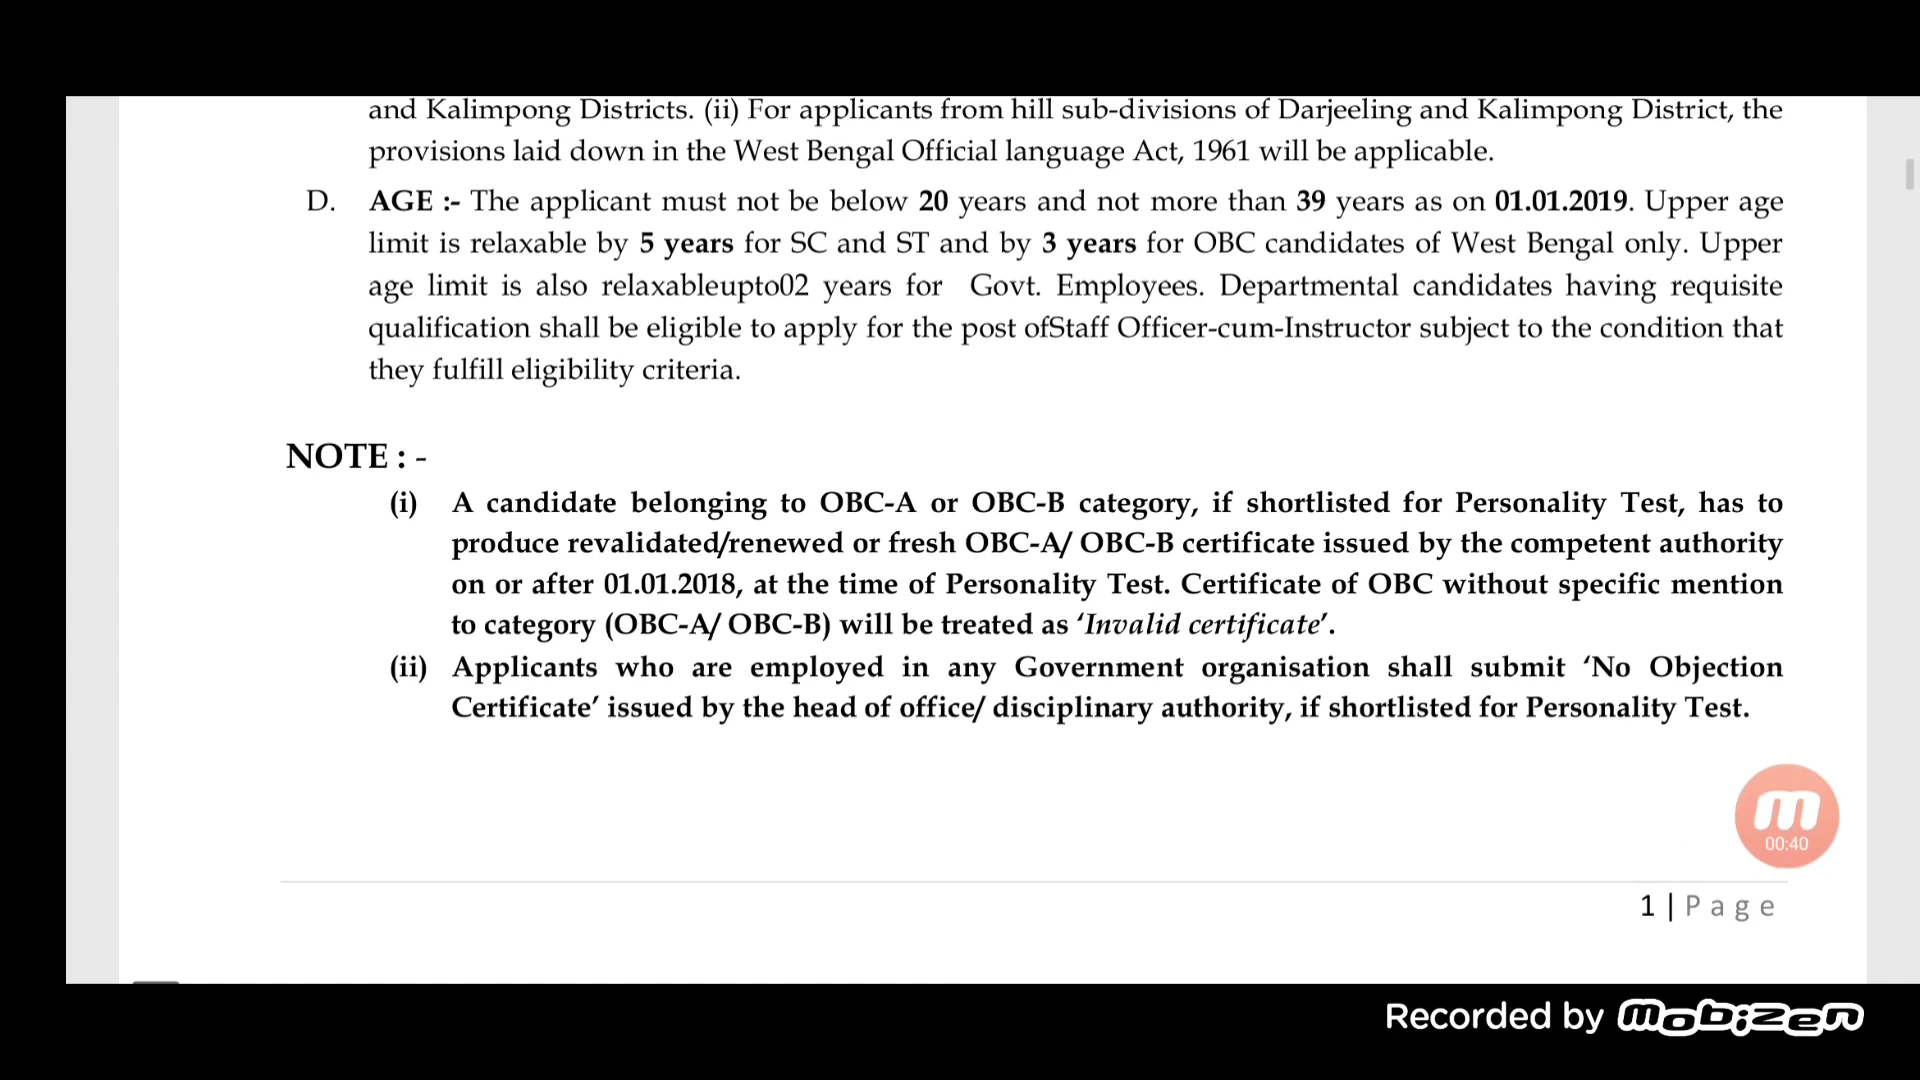 and Kalimpong Districts. (ii) For applicants from hill sub-divisions of Darjeeling and Kalimpong District, the
provisions laid down in the West Bengal Official language Act, 1961 will be applicable.
D. AGE :- The applicant must not be below 20 years and not more than 39 years as on 01.01.2019. Upper age
limit is relaxable by 5 years for SC and ST and by 3 years for OBC candidates of West Bengal only. Upper
age limit is also relaxableupto02 years for Govt. Employees. Departmental candidates having requisite
qualification shall be eligible to apply for the post ofStaff Officer-cum-Instructor subject to the condition that
they fulfill eligibility criteria.
NOTE : -
(i) A candidate belonging to OBC-A or OBC-B category, if shortlisted for Personality Test, has to
produce revalidated/renewed or fresh OBC-A/ OBC-B certificate issued by the competent authority
on or after 01.01.2018, at the time of Personality Test. Certificate of OBC without specific mention
to category (OBC-A/ OBC-B) will be treated as ‘Invalid certificate’.
(ii) Applicants who are employed in any Government organisation shall submit ‘No Objection
Certificate’ issued by the head of office/ disciplinary authority, if shortlisted for Personality Test.
m
00:40
1 | Page
Recorded by mobizen